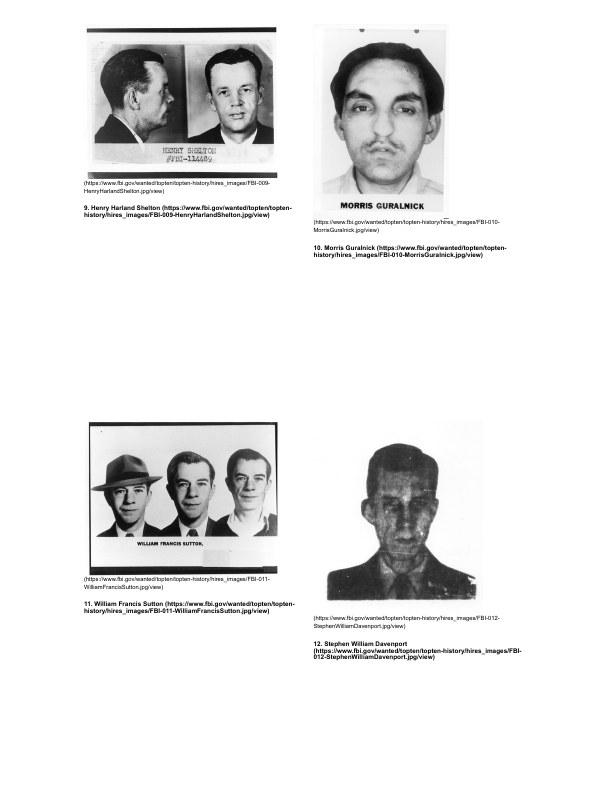 HENRY SHELTON
#FBI-114489
(https://www.fbi.gov/wanted/topten/topten-history/hires_images/FBI-009-
HenryHarlandShelton.jpg/view)
9. Henry Harland Shelton (https://www.fbi.gov/wanted/topten/topten-
history/hires_images/FBI-009-HenryHarlandShelton.jpg/view)
MORRIS GURALNICK
(https://www.fbi.gov/wanted/topten/topten-history/hires_images/FBI-010-
MorrisGuralnick.jpg/view)
10. Morris Guralnick (https://www.fbi.gov/wanted/topten/topten-
history/hires_images/FBI-010-MorrisGuralnick.jpg/view)
WILLIAM FRANCIS SUTTON,
(https://www.fbi.gov/wanted/topten/topten-history/hires_images/FBI-011-
WilliamFrancisSutton.jpg/view)
11. William Francis Sutton (https://www.fbi.gov/wanted/topten/topten-
history/hires_images/FBI-011-WilliamFrancisSutton.jpg/view)
(https://www.fbi.gov/wanted/topten/topten-history/hires_images/FBI-012-
StephenWilliamDavenport.jpg/view)
12. Stephen William Davenport
(https://www.fbi.gov/wanted/topten/topten-history/hires_images/FBI-
012-StephenWilliamDavenport.jpg/view)